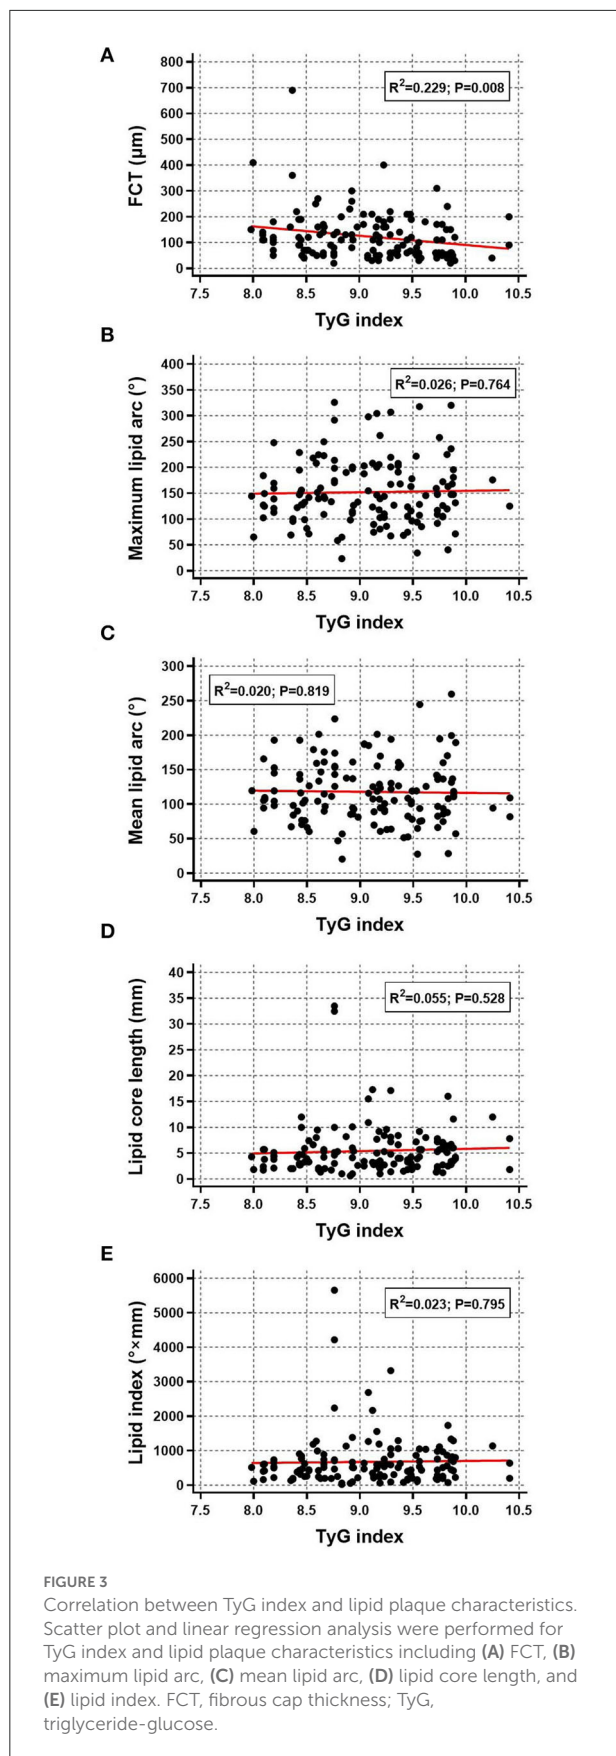 A
800
700
600
500
400
300
200
100
0
FCT (μm)
R²=0.229; P=0.008
7.5 8.0 8.5 9.0 9.5 10.0 10.5
TyG index
B
400
350
300
250
200
150
100
50
0
Maximum lipid arc (°)
R²=0.026; P=0.764
7.5 8.0 8.5 9.0 9.5 10.0 10.5
TyG index
C
300
250
200
150
100
50
0
Mean lipid arc (°)
R²=0.020; P=0.819
7.5 8.0 8.5 9.0 9.5 10.0 10.5
TyG index
D
40
35
30
25
20
15
10
5
0
Lipid core length (mm)
R²=0.055; P=0.528
7.5 8.0 8.5 9.0 9.5 10.0 10.5
TyG index
E
6000
5000
4000
3000
2000
1000
0
Lipid index (°×mm)
R²=0.023; P=0.795
7.5 8.0 8.5 9.0 9.5 10.0 10.5
TyG index
FIGURE 3
Correlation between TyG index and lipid plaque characteristics.
Scatter plot and linear regression analysis were performed for
TyG index and lipid plaque characteristics including (A) FCT, (B)
maximum lipid arc, (C) mean lipid arc, (D) lipid core length, and
(E) lipid index. FCT, fibrous cap thickness; TyG,
triglyceride-glucose.